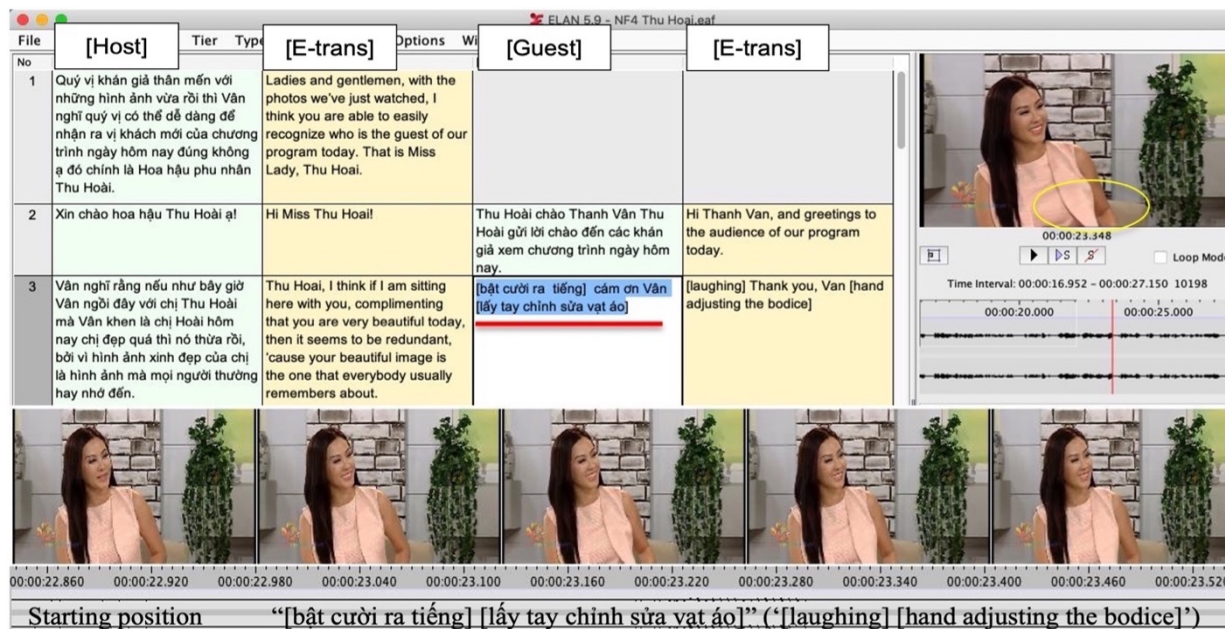 ELAN 5.9 - NF4 Thu Hoai.eaf
File [Host] Tier Type [E-trans] Options Wi [Guest] [E-trans]
No
1
Quý vị khán giả thân mến với
những hình ảnh vừa rồi thì Vân
nghĩ quý vị có thể dễ dàng để
nhận ra vị khách mới của chương
trình ngày hôm nay đúng không
ạ đó chính là Hoa hậu phu nhân
Thu Hoài.
Ladies and gentlemen, with the
photos we've just watched, I
think you are able to easily
recognize who is the guest of our
program today. That is Miss
Lady, Thu Hoai.
2
Xin chào hoa hậu Thu Hoài ạ!
Hi Miss Thu Hoai!
Thu Hoài chào Thanh Vân Thu
Hoài gửi lời chào đến các khán
giả xem chương trình ngày hôm
nay.
Hi Thanh Van, and greetings to
the audience of our program
today.
3
Vân nghĩ rằng nếu như bây giờ
Vân ngồi đây với chị Thu Hoài
mà Vân khen là chị Hoài hôm
nay chị đẹp quá thì nó thừa rồi,
bởi vì hình ảnh xinh đẹp của chị
là hình ảnh mà mọi người thường
hay nhớ đến.
Thu Hoai, I think if I am sitting
here with you, complimenting
that you are very beautiful today,
then it seems to be redundant,
'cause your beautiful image is
the one that everybody usually
remembers about.
[bật cười ra tiếng] cám ơn Vân
[lấy tay chỉnh sửa vạt áo]
[laughing] Thank you, Van [hand
adjusting the bodice]
00:00:23.348
S S Loop Mode
Time Interval: 00:00:16.952 - 00:00:27.150 10198
00:00:20.000 00:00:25.000
00:00:22.860 00:00:22.920 00:00:22.980 00:00:23.040 00:00:23.100 00:00:23.160 00:00:23.220 00:00:23.280 00:00:23.340 00:00:23.400 00:00:23.460 00:00:23.520
Starting position "[bật cười ra tiếng] [lấy tay chỉnh sửa vạt áo]" ('[laughing] [hand adjusting the bodice]')